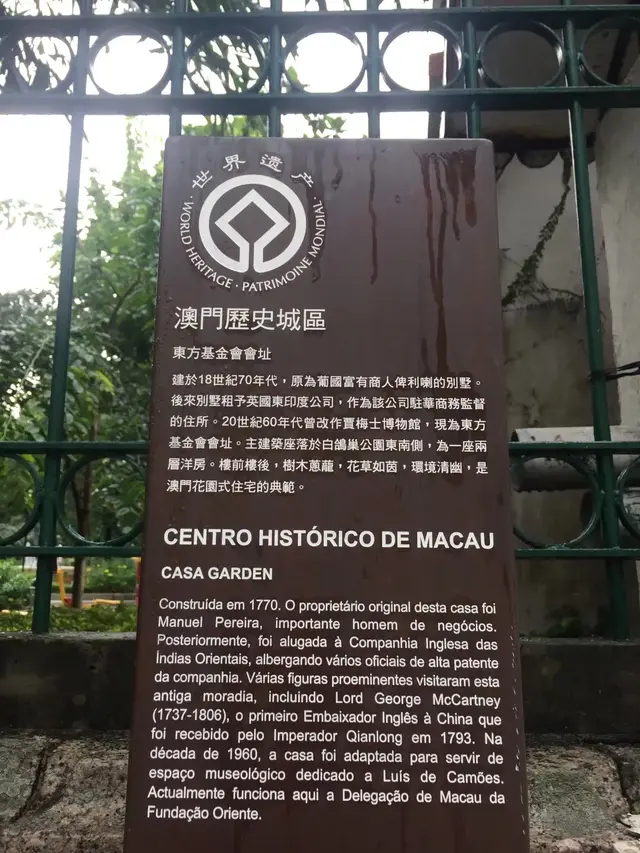 世界遗产
·WORLD HERITAGE · PATRIMOINE MONDIAL·
澳門歷史城區
東方基金會會址
建於18世紀70年代，原為葡國富有商人俾利喇的別墅。
後來別墅租予英國東印度公司，作為該公司駐華商務監督
的住所。20世紀60年代曾改作賈梅士博物館，現為東方
基金會會址。主建築座落於白鴿巢公園東南側，為一座兩
層洋房。樓前樓後，樹木蔥蘢，花草如茵，環境清幽，是
澳門花園式住宅的典範。
CENTRO HISTÓRICO DE MACAU
CASA GARDEN
Construída em 1770. O proprietário original desta casa foi
Manuel Pereira, importante homem de negócios.
Posteriormente, foi alugada à Companhia Inglesa das
Índias Orientais, albergando vários oficiais de alta patente
da companhia. Várias figuras proeminentes visitaram esta
antiga moradia, incluindo Lord George McCartney
(1737-1806), o primeiro Embaixador Inglês à China que
foi recebido pelo Imperador Qianlong em 1793. Na
década de 1960, a casa foi adaptada para servir de
espaço museológico dedicado a Luís de Camões.
Actualmente funciona aqui a Delegação de Macau da
Fundação Oriente.